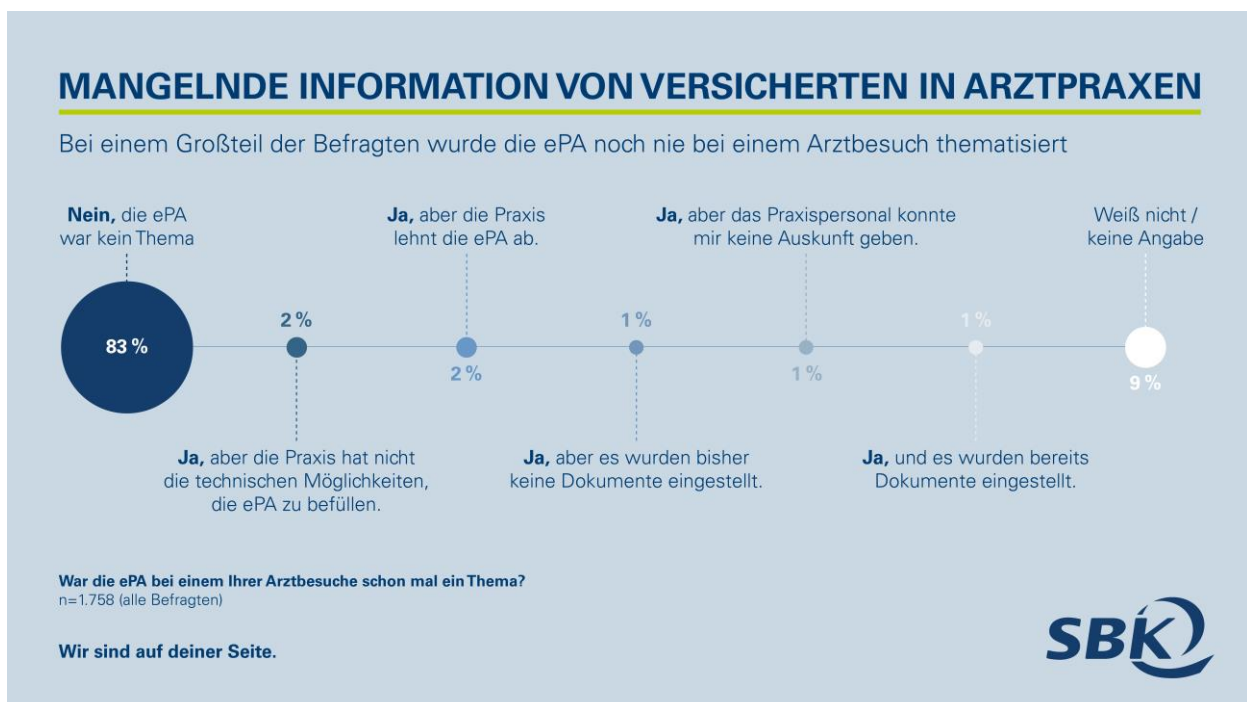 MANGELNDE INFORMATION VON VERSICHERTEN IN ARZTPRAXEN
Bei einem Großteil der Befragten wurde die ePA noch nie bei einem Arztbesuch thematisiert
Nein, die ePA
war kein Thema
Ja, aber die Praxis
lehnt die ePA ab.
Ja, aber das Praxispersonal konnte
mir keine Auskunft geben.
Weiß nicht /
keine Angabe
83 %
2 %
2 %
1 %
1 %
1 %
9 %
Ja, aber die Praxis hat nicht
die technischen Möglichkeiten,
die ePA zu befüllen.
Ja, aber es wurden bisher
keine Dokumente eingestellt.
Ja, und es wurden bereits
Dokumente eingestellt.
War die ePA bei einem Ihrer Arztbesuche schon mal ein Thema?
n=1.758 (alle Befragten)
Wir sind auf deiner Seite.
SBK